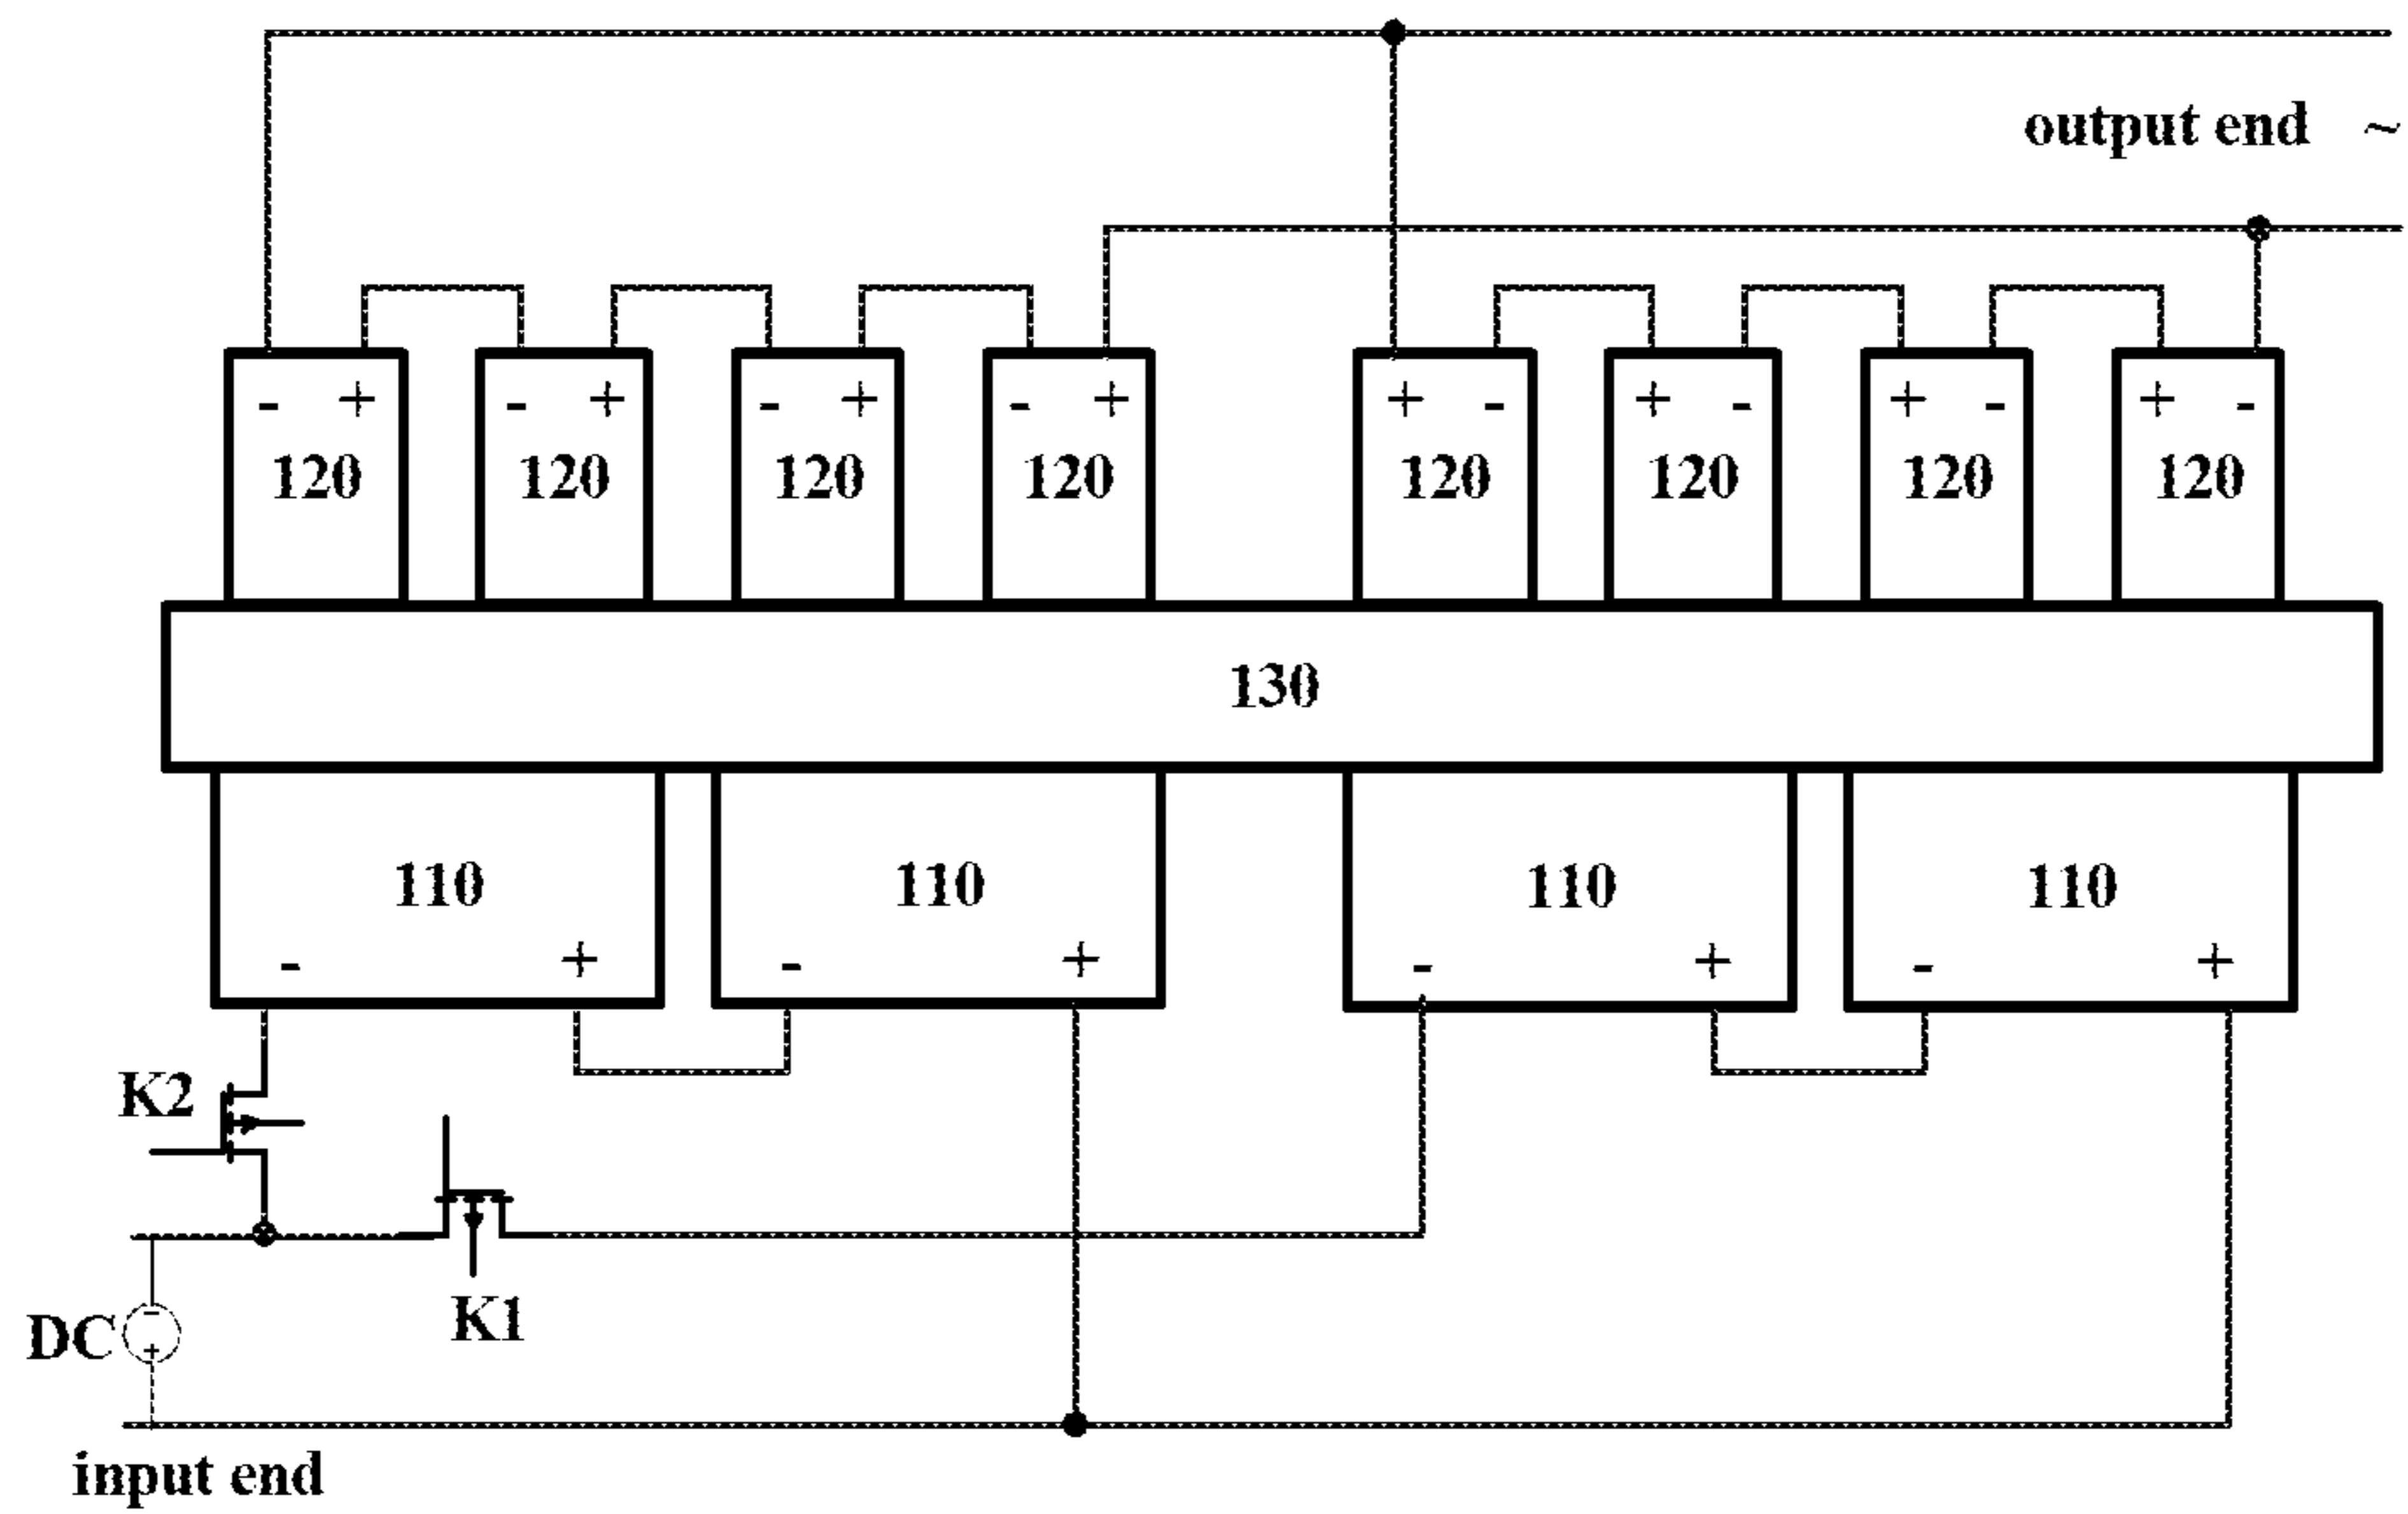 output end ~
- + - + - + - + + - + - + - + -
120 120 120 120 120 120 120 120
130
110 110 110 110
- + - + - + - +
K2
K1
-
DC
+
input end